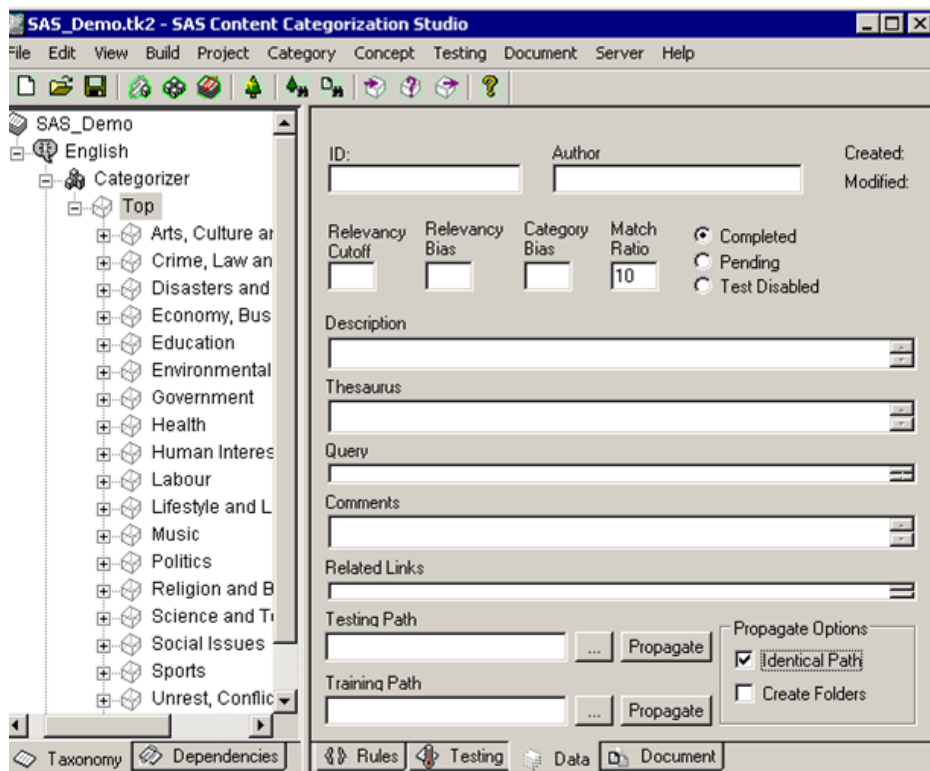 SAS_Demo.tk2 - SAS Content Categorization Studio
File Edit View Build Project Category Concept Testing Document Server Help
SAS_Demo
English
Categorizer
Top
Arts, Culture ar
Crime, Law an
Disasters and
Economy, Bus
Education
Environmental
Government
Health
Human Interes
Labour
Lifestyle and L
Music
Politics
Religion and B
Science and T
Social Issues
Sports
Unrest, Conflic
Taxonomy Dependencies
ID: Author Created:
Modified:
Relevancy Cutoff
Relevancy Bias
Category Bias
Match Ratio
10
Completed
Pending
Test Disabled
Description
Thesaurus
Query
Comments
Related Links
Testing Path
... Propagate
Training Path
... Propagate
Propagate Options
Identical Path
Create Folders
Rules Testing Data Document